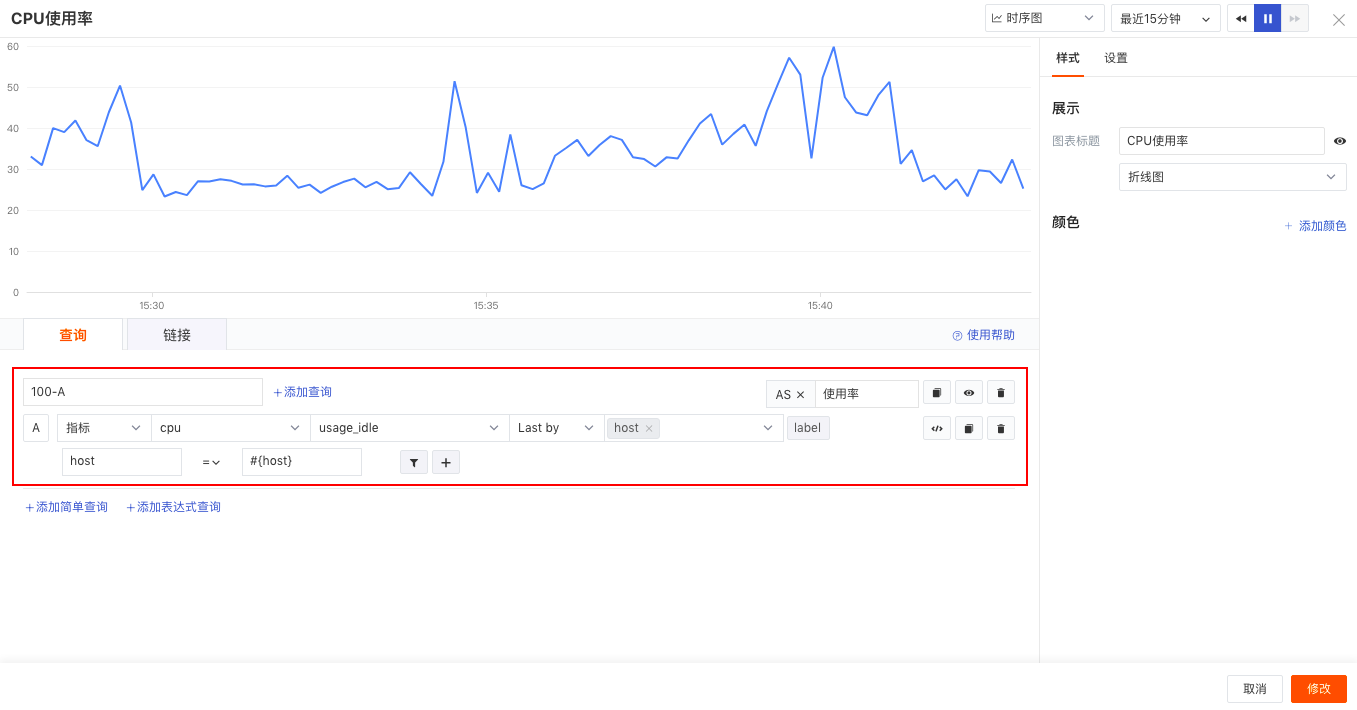 CPU使用率
时序图
最近15分钟
60
50
40
30
20
10
0
15:30
15:35
15:40
查询
链接
使用帮助
100-A
+添加查询
AS ×
使用率
A
指标
cpu
usage_idle
Last by
host ×
label
host
=
#{host}
+添加简单查询
+添加表达式查询
样式
设置
展示
图表标题
CPU使用率
折线图
颜色
+ 添加颜色
取消
修改